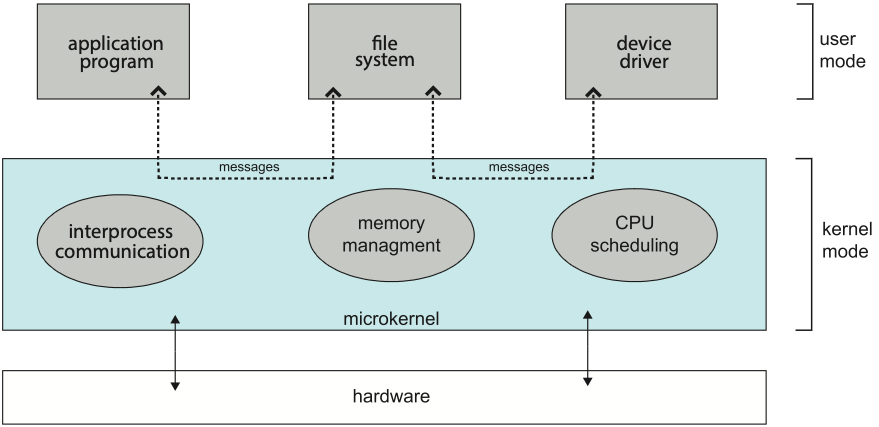 application
program
file
system
device
driver
user
mode
messages
messages
interprocess
communication
memory
managment
CPU
scheduling
kernel
mode
microkernel
hardware